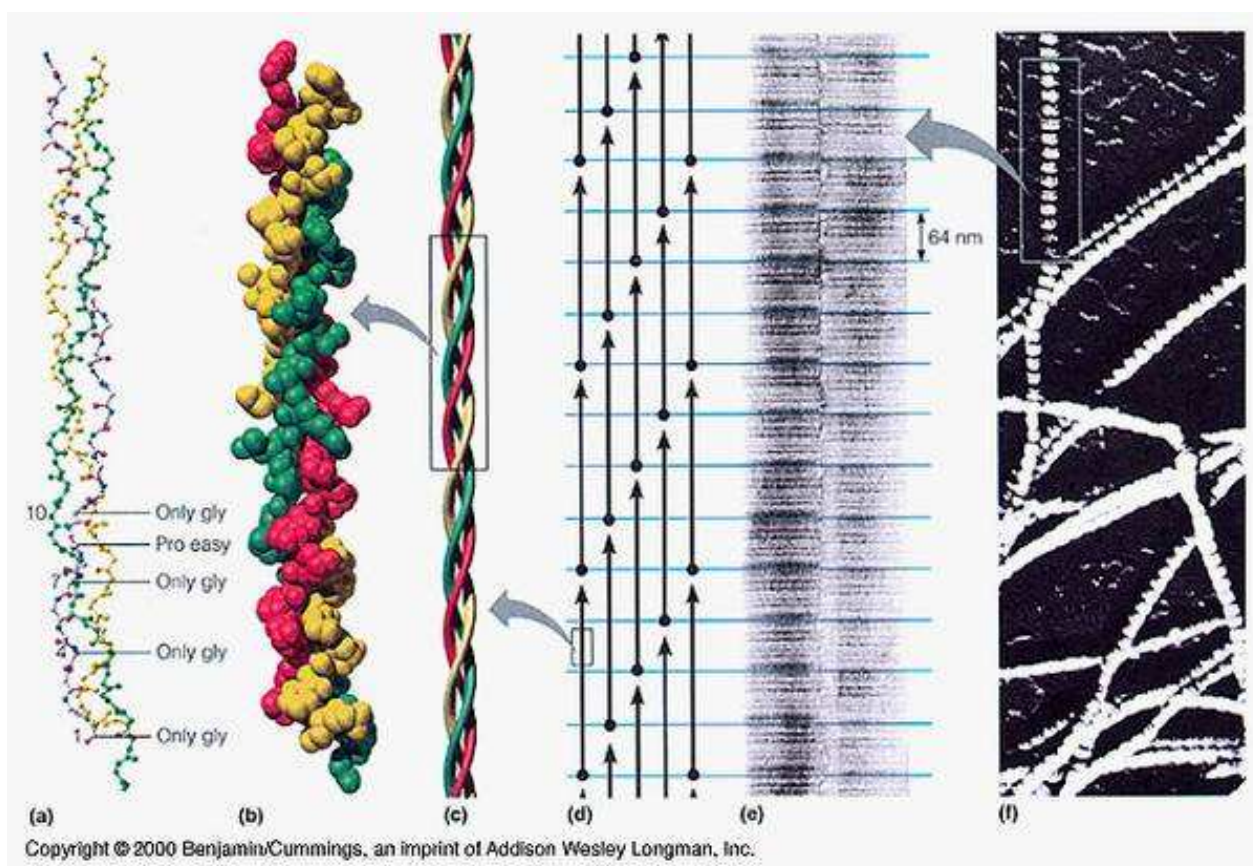 64 nm
10
Only gly
Pro easy
7
Only gly
4
Only gly
1
Only gly
(a)
(b)
(c)
(d)
(e)
(f)
Copyright © 2000 Benjamin/Cummings, an imprint of Addison Wesley Longman, Inc.